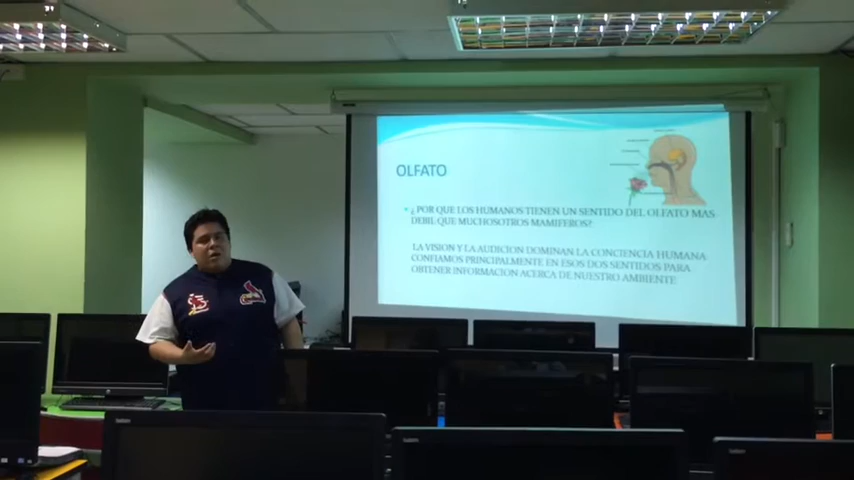 OLFATO
¿ POR QUE LOS HUMANOS TIENEN UN SENTIDO DEL OLFATO MAS
DEBIL QUE MUCHOSOTROS MAMIFEROS?
LA VISION Y LA AUDICION DOMINAN LA CONCIENCIA HUMANA
CONFIAMOS PRINCIPALMENTE EN ESOS DOS SENTIDOS PARA
OBTENER INFORMACION ACERCA DE NUESTRO AMBIENTE